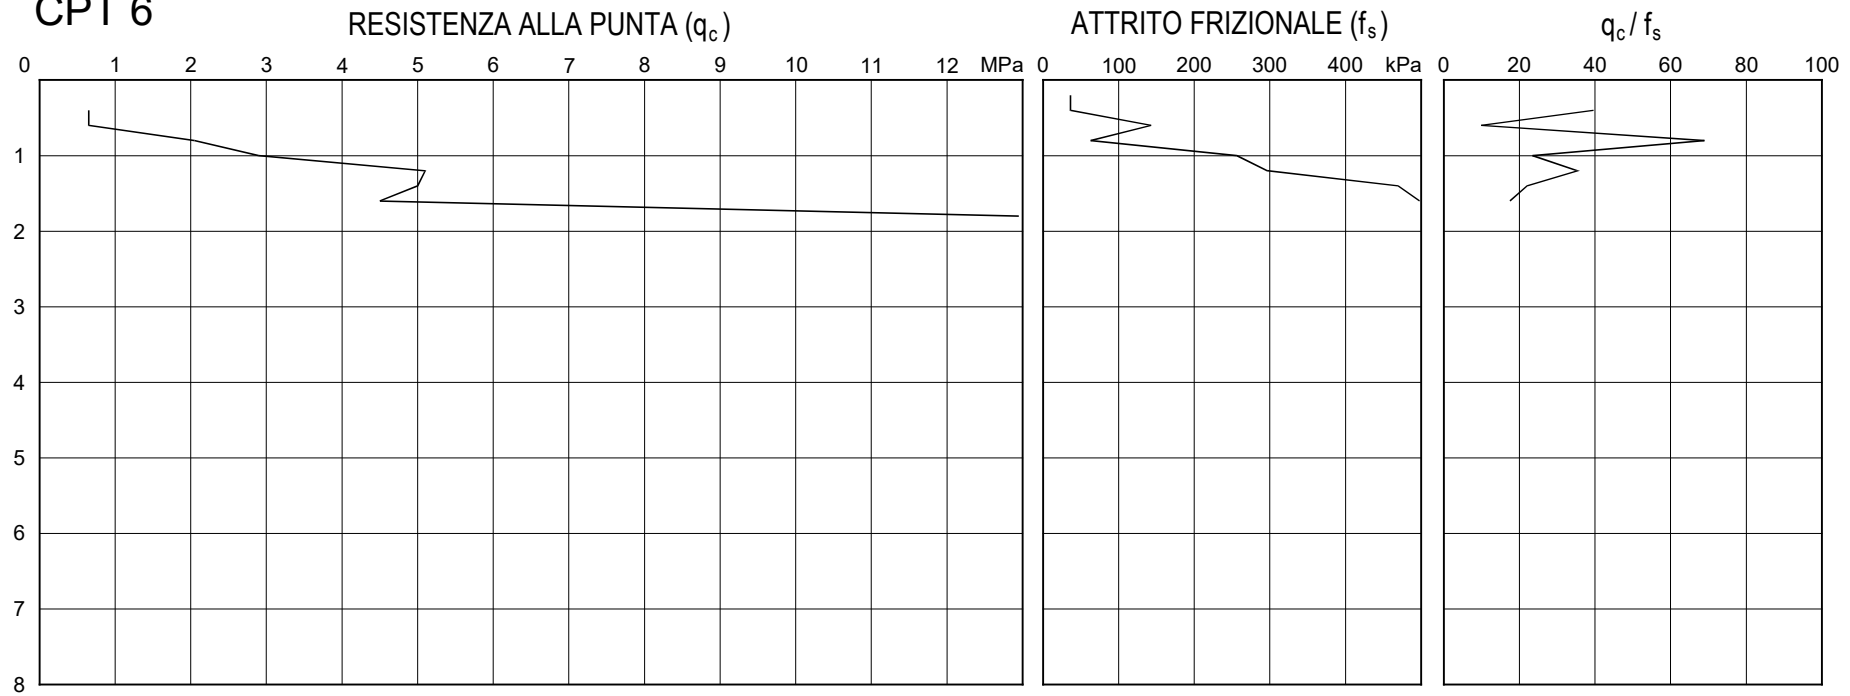 CPT 6
RESISTENZA ALLA PUNTA (qc)
ATTRITO FRIZIONALE (fs)
qc / fs
0 1 2 3 4 5 6 7 8 9 10 11 12 MPa
0 100 200 300 400 kPa
0 20 40 60 80 100
1
2
3
4
5
6
7
8